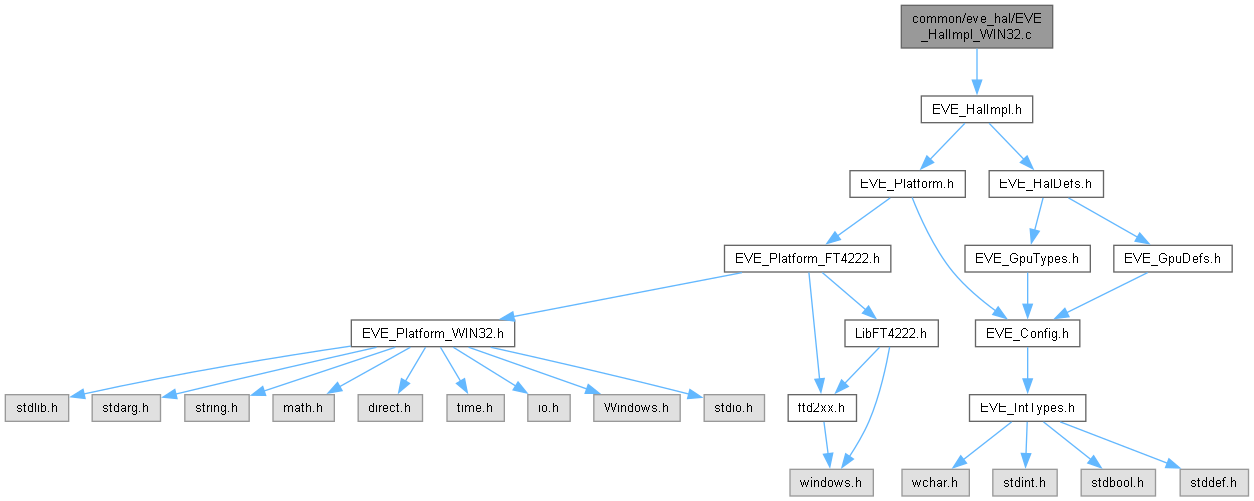 common/eve_hal/EVE
_HalImpl_WIN32.c
EVE_HalImpl.h
EVE_Platform.h
EVE_HalDefs.h
EVE_Platform_FT4222.h
EVE_GpuTypes.h
EVE_GpuDefs.h
EVE_Platform_WIN32.h
LibFT4222.h
EVE_Config.h
stdlib.h
stdarg.h
string.h
math.h
direct.h
time.h
io.h
Windows.h
stdio.h
ftd2xx.h
EVE_IntTypes.h
windows.h
wchar.h
stdint.h
stdbool.h
stddef.h